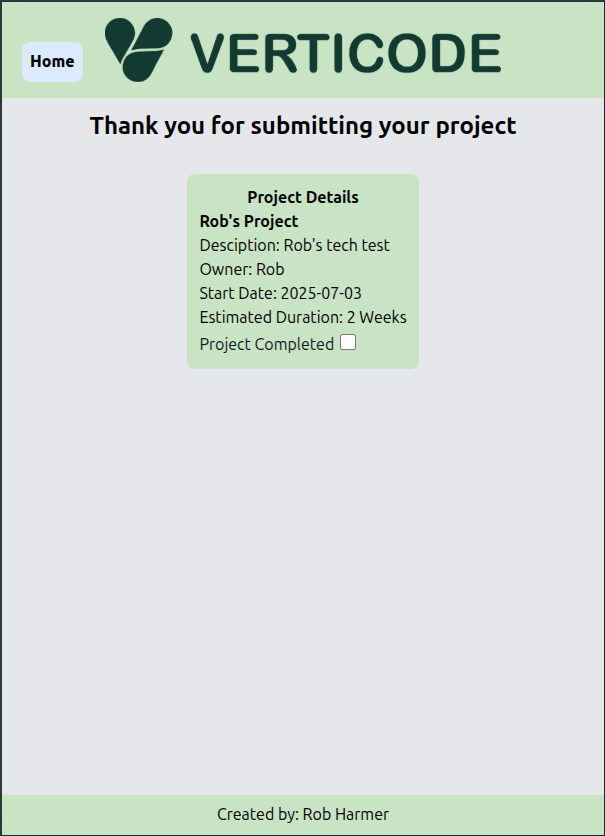 Home
VERTICODE
Thank you for submitting your project
Project Details
Rob's Project
Desciption: Rob's tech test
Owner: Rob
Start Date: 2025-07-03
Estimated Duration: 2 Weeks
Project Completed
Created by: Rob Harmer